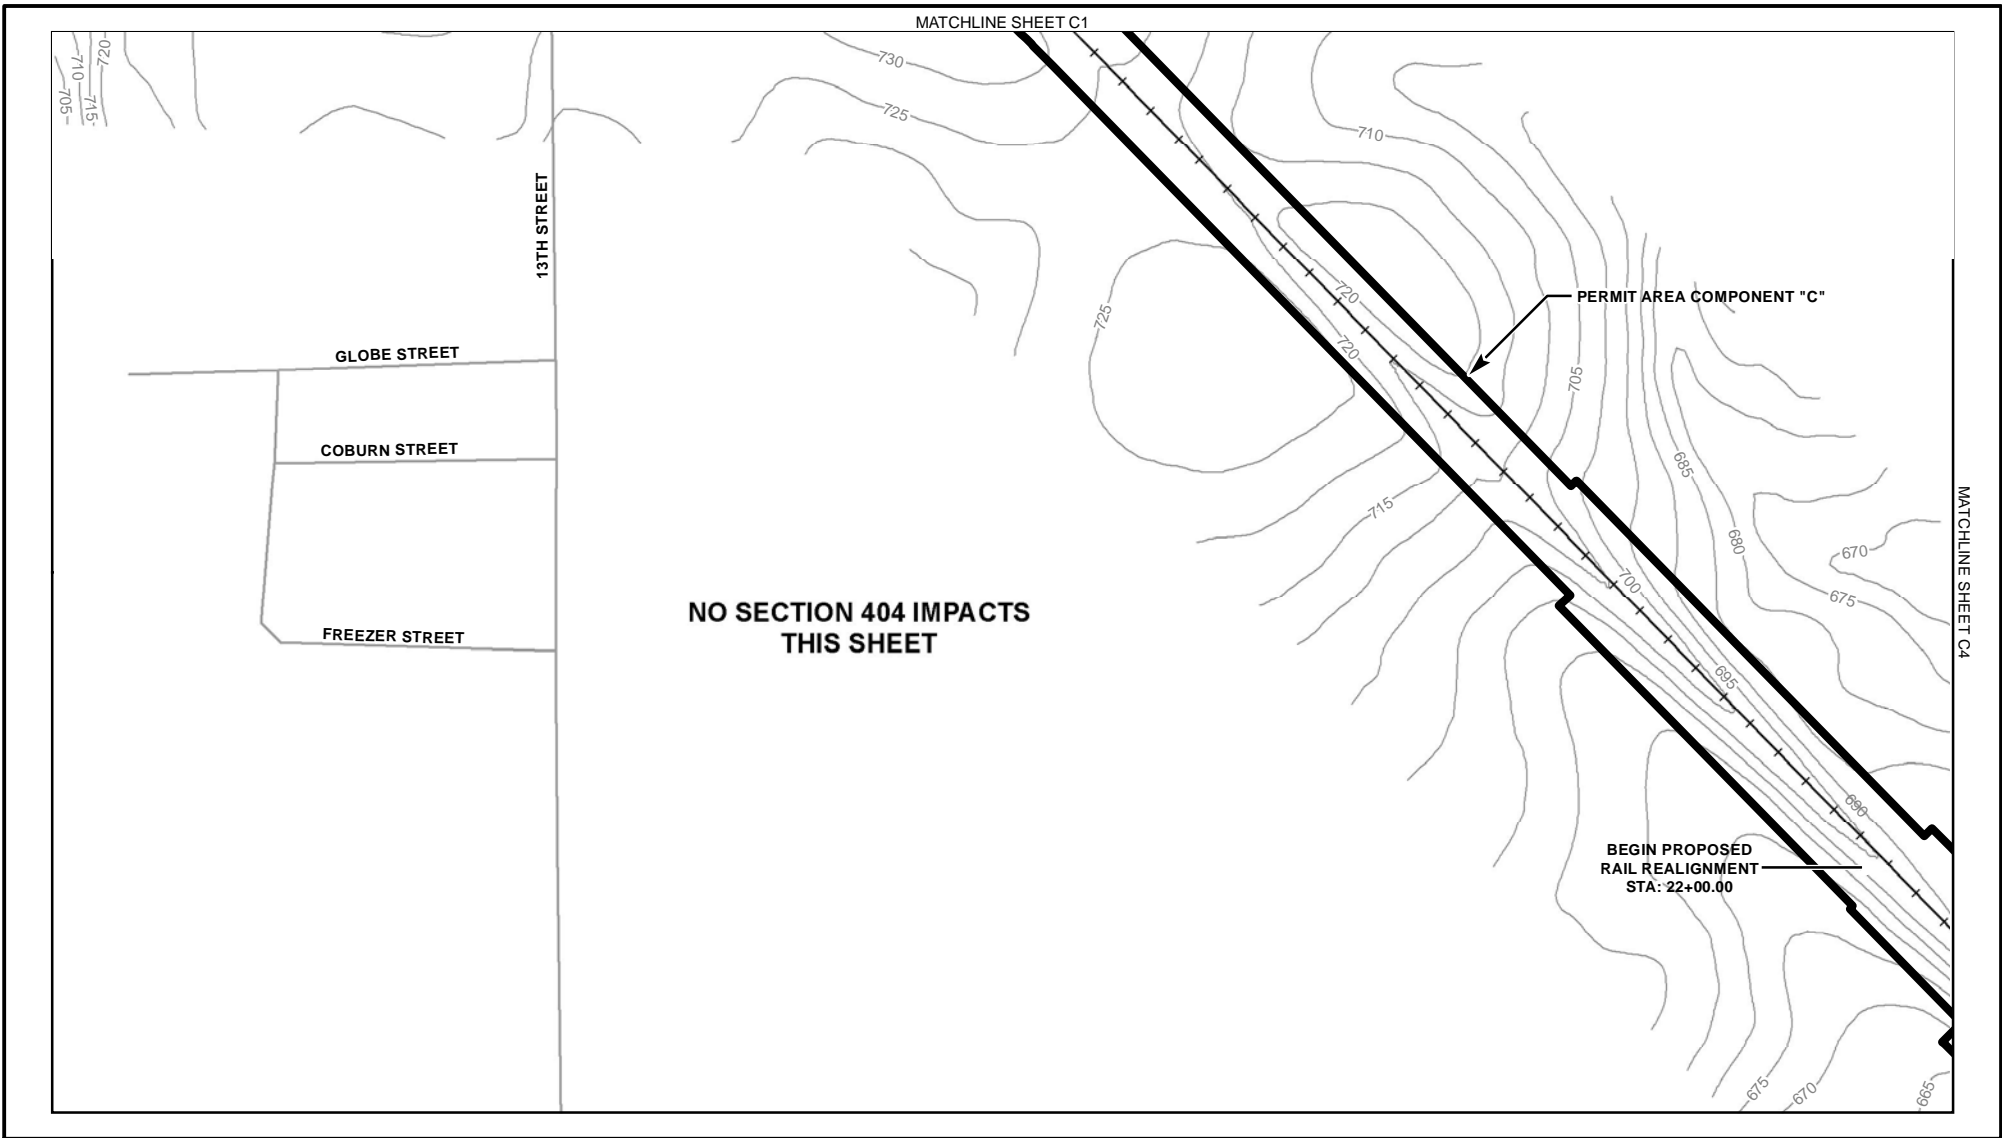 MATCHLINE SHEET C1
720
710
705
715
730
725
710
13TH STREET
720
720
725
PERMIT AREA COMPONENT "C"
GLOBE STREET
705
COBURN STREET
685
715
680
670
MATCHLINE SHEET C4
700
675
NO SECTION 404 IMPACTS
THIS SHEET
FREEZER STREET
695
690
BEGIN PROPOSED
RAIL REALIGNMENT
STA: 22+00.00
675
670
665